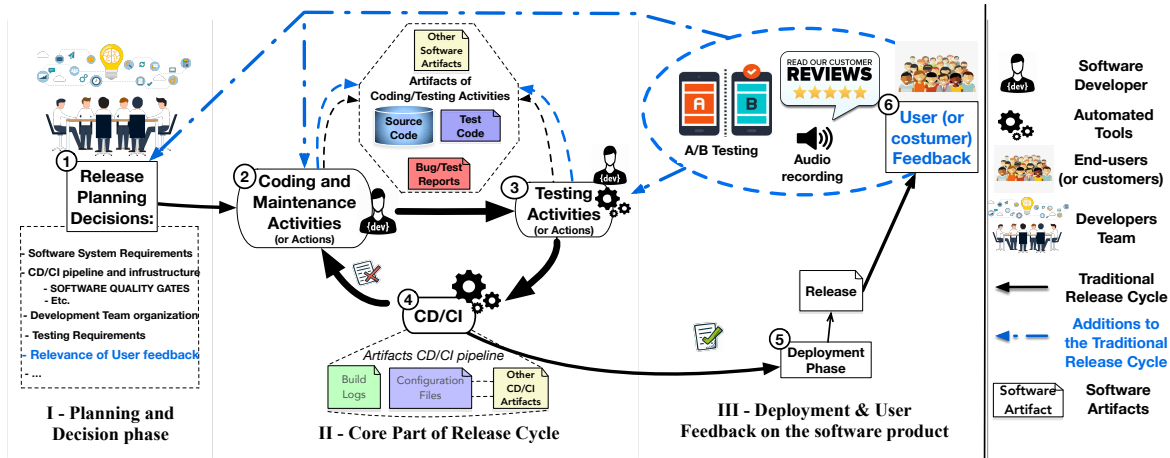 1
Release
Planning
Decisions:
- Software System Requirements
- CD/CI pipeline and infrustructure
- SOFTWARE QUALITY GATES
- Etc.
- Development Team organization
- Testing Requirements
- Relevance of User feedback
- ...
I - Planning and
Decision phase
Other
Software
Artifacts
Artifacts of
Coding/Testing Activities
Source
Code
Test
Code
Bug/Test
Reports
2
Coding and
Maintenance
Activities
(or Actions)
{dev}
3
Testing
Activities
(or Actions)
{dev}
4
CD/CI
Artifacts CD/CI pipeline
Build
Logs
Configuration
Files
Other
CD/CI
Artifacts
II - Core Part of Release Cycle
A
B
A/B Testing
READ OUR CUSTOMER
REVIEWS
Audio
recording
6
User (or
costumer)
Feedback
Release
5
Deployment
Phase
III - Deployment & User
Feedback on the software product
{dev}
Software
Developer
Automated
Tools
End-users
(or customers)
Developers
Team
Traditional
Release Cycle
Additions to
the Traditional
Release Cycle
Software
Artifact
Software
Artifacts